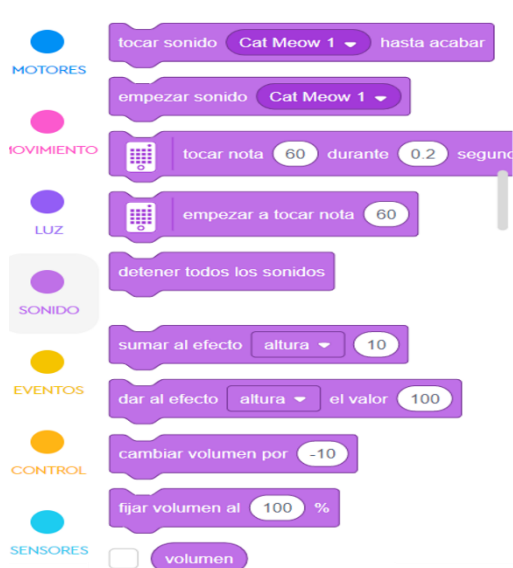 MOTORES
MOVIMIENTO
LUZ
SONIDO
EVENTOS
CONTROL
SENSORES
tocar sonido Cat Meow 1 hasta acabar
empezar sonido Cat Meow 1
tocar nota 60 durante 0.2 segund
empezar a tocar nota 60
detener todos los sonidos
sumar al efecto altura 10
dar al efecto altura el valor 100
cambiar volumen por -10
fijar volumen al 100 %
volumen